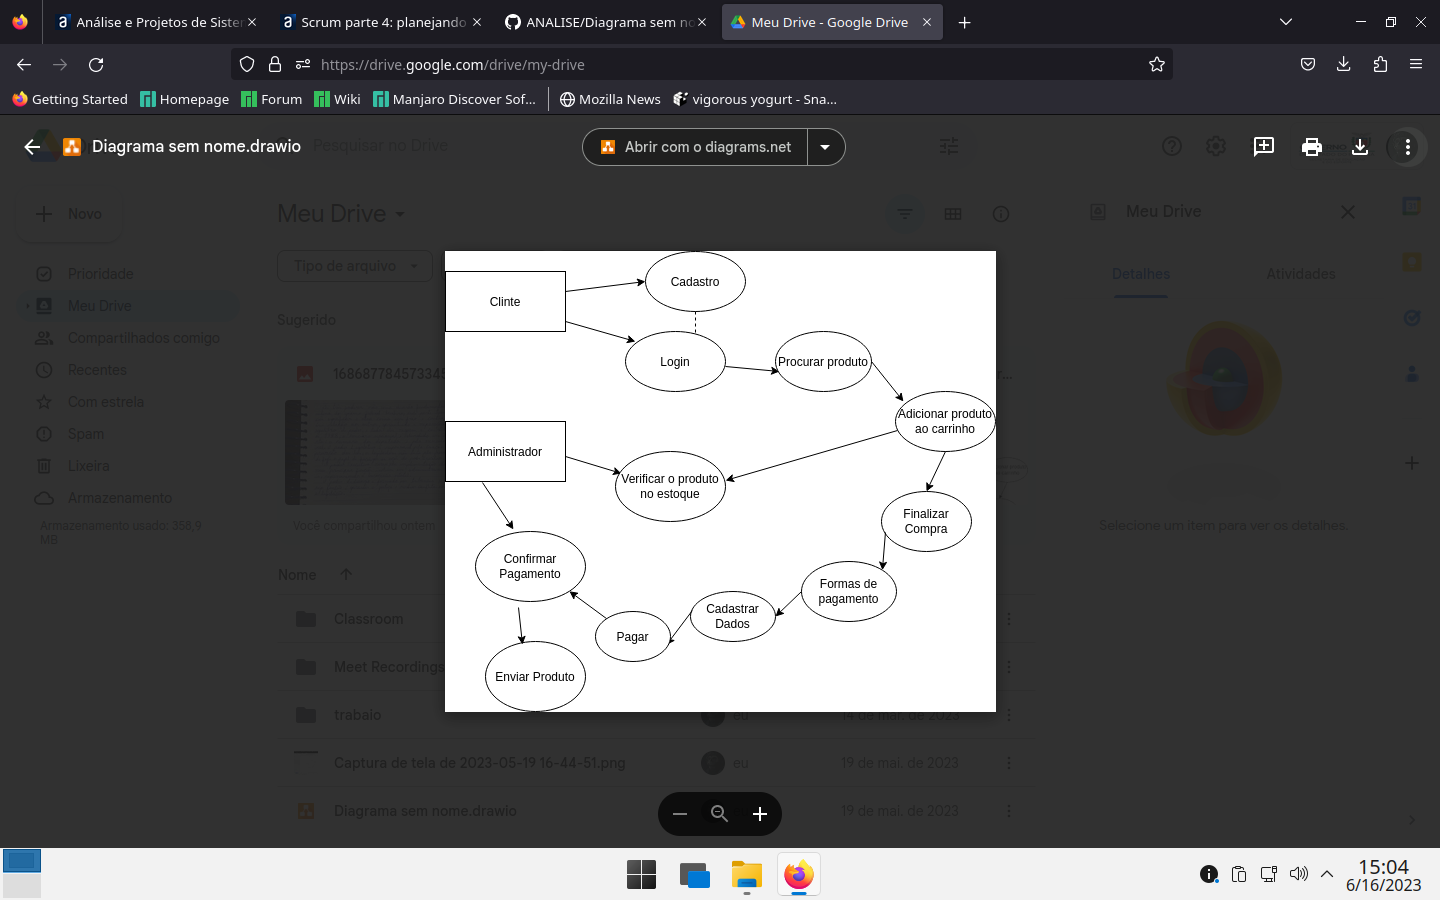 Análise e Projetos de Sister
Scrum parte 4: planejando
ANALISE/Diagrama sem no
Meu Drive - Google Drive
https://drive.google.com/drive/my-drive
Getting Started
Homepage
Forum
Wiki
Manjaro Discover Sof...
Mozilla News
vigorous yogurt - Sna...
Diagrama sem nome.drawio
Pesquisar no Drive
Abrir com o diagrams.net
Novo
Meu Drive
Meu Drive
Tipo de arquivo
Prioridade
Meu Drive
Compartilhados comigo
Recentes
Com estrela
Spam
Lixeira
Armazenamento
Armazenamento usado: 358,9
MB
Sugerido
168687784573345
Você compartilhou ontem
Detalhes
Atividades
Selecione um item para ver os detalhes.
Nome
Classroom
Meet Recordings
trabaio
eu
14 de mar. de 2023
Captura de tela de 2023-05-19 16-44-51.png
eu
19 de mai. de 2023
Diagrama sem nome.drawio
19 de mai. de 2023
Clinte
Cadastro
Login
Procurar produto
Adicionar produto
ao carrinho
Administrador
Verificar o produto
no estoque
Finalizar
Compra
Confirmar
Pagamento
Formas de
pagamento
Cadastrar
Dados
Pagar
Enviar Produto
15:04
6/16/2023